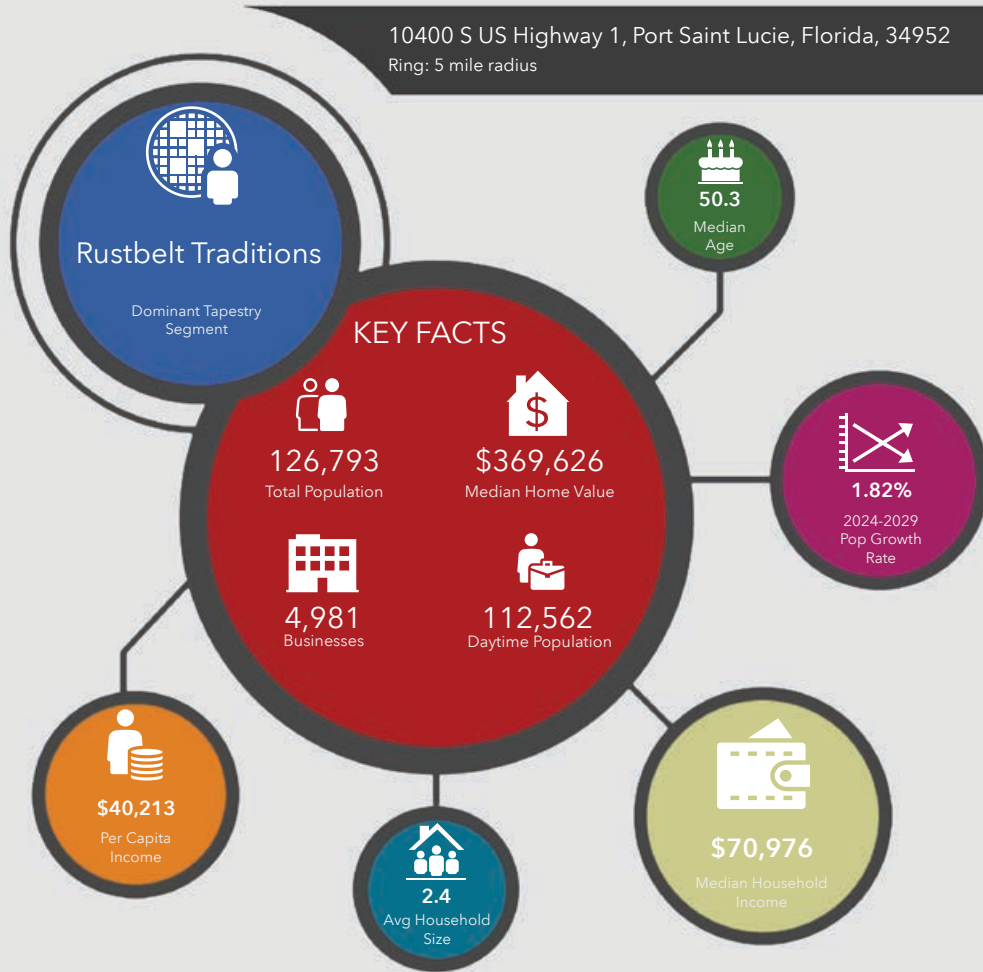 10400 S US Highway 1, Port Saint Lucie, Florida, 34952
Ring: 5 mile radius
Rustbelt Traditions
Dominant Tapestry
Segment
KEY FACTS
126,793
Total Population
$369,626
Median Home Value
4,981
Businesses
112,562
Daytime Population
50.3
Median
Age
1.82%
2024-2029
Pop Growth
Rate
$40,213
Per Capita
Income
2.4
Avg Household
Size
$70,976
Median Household
Income